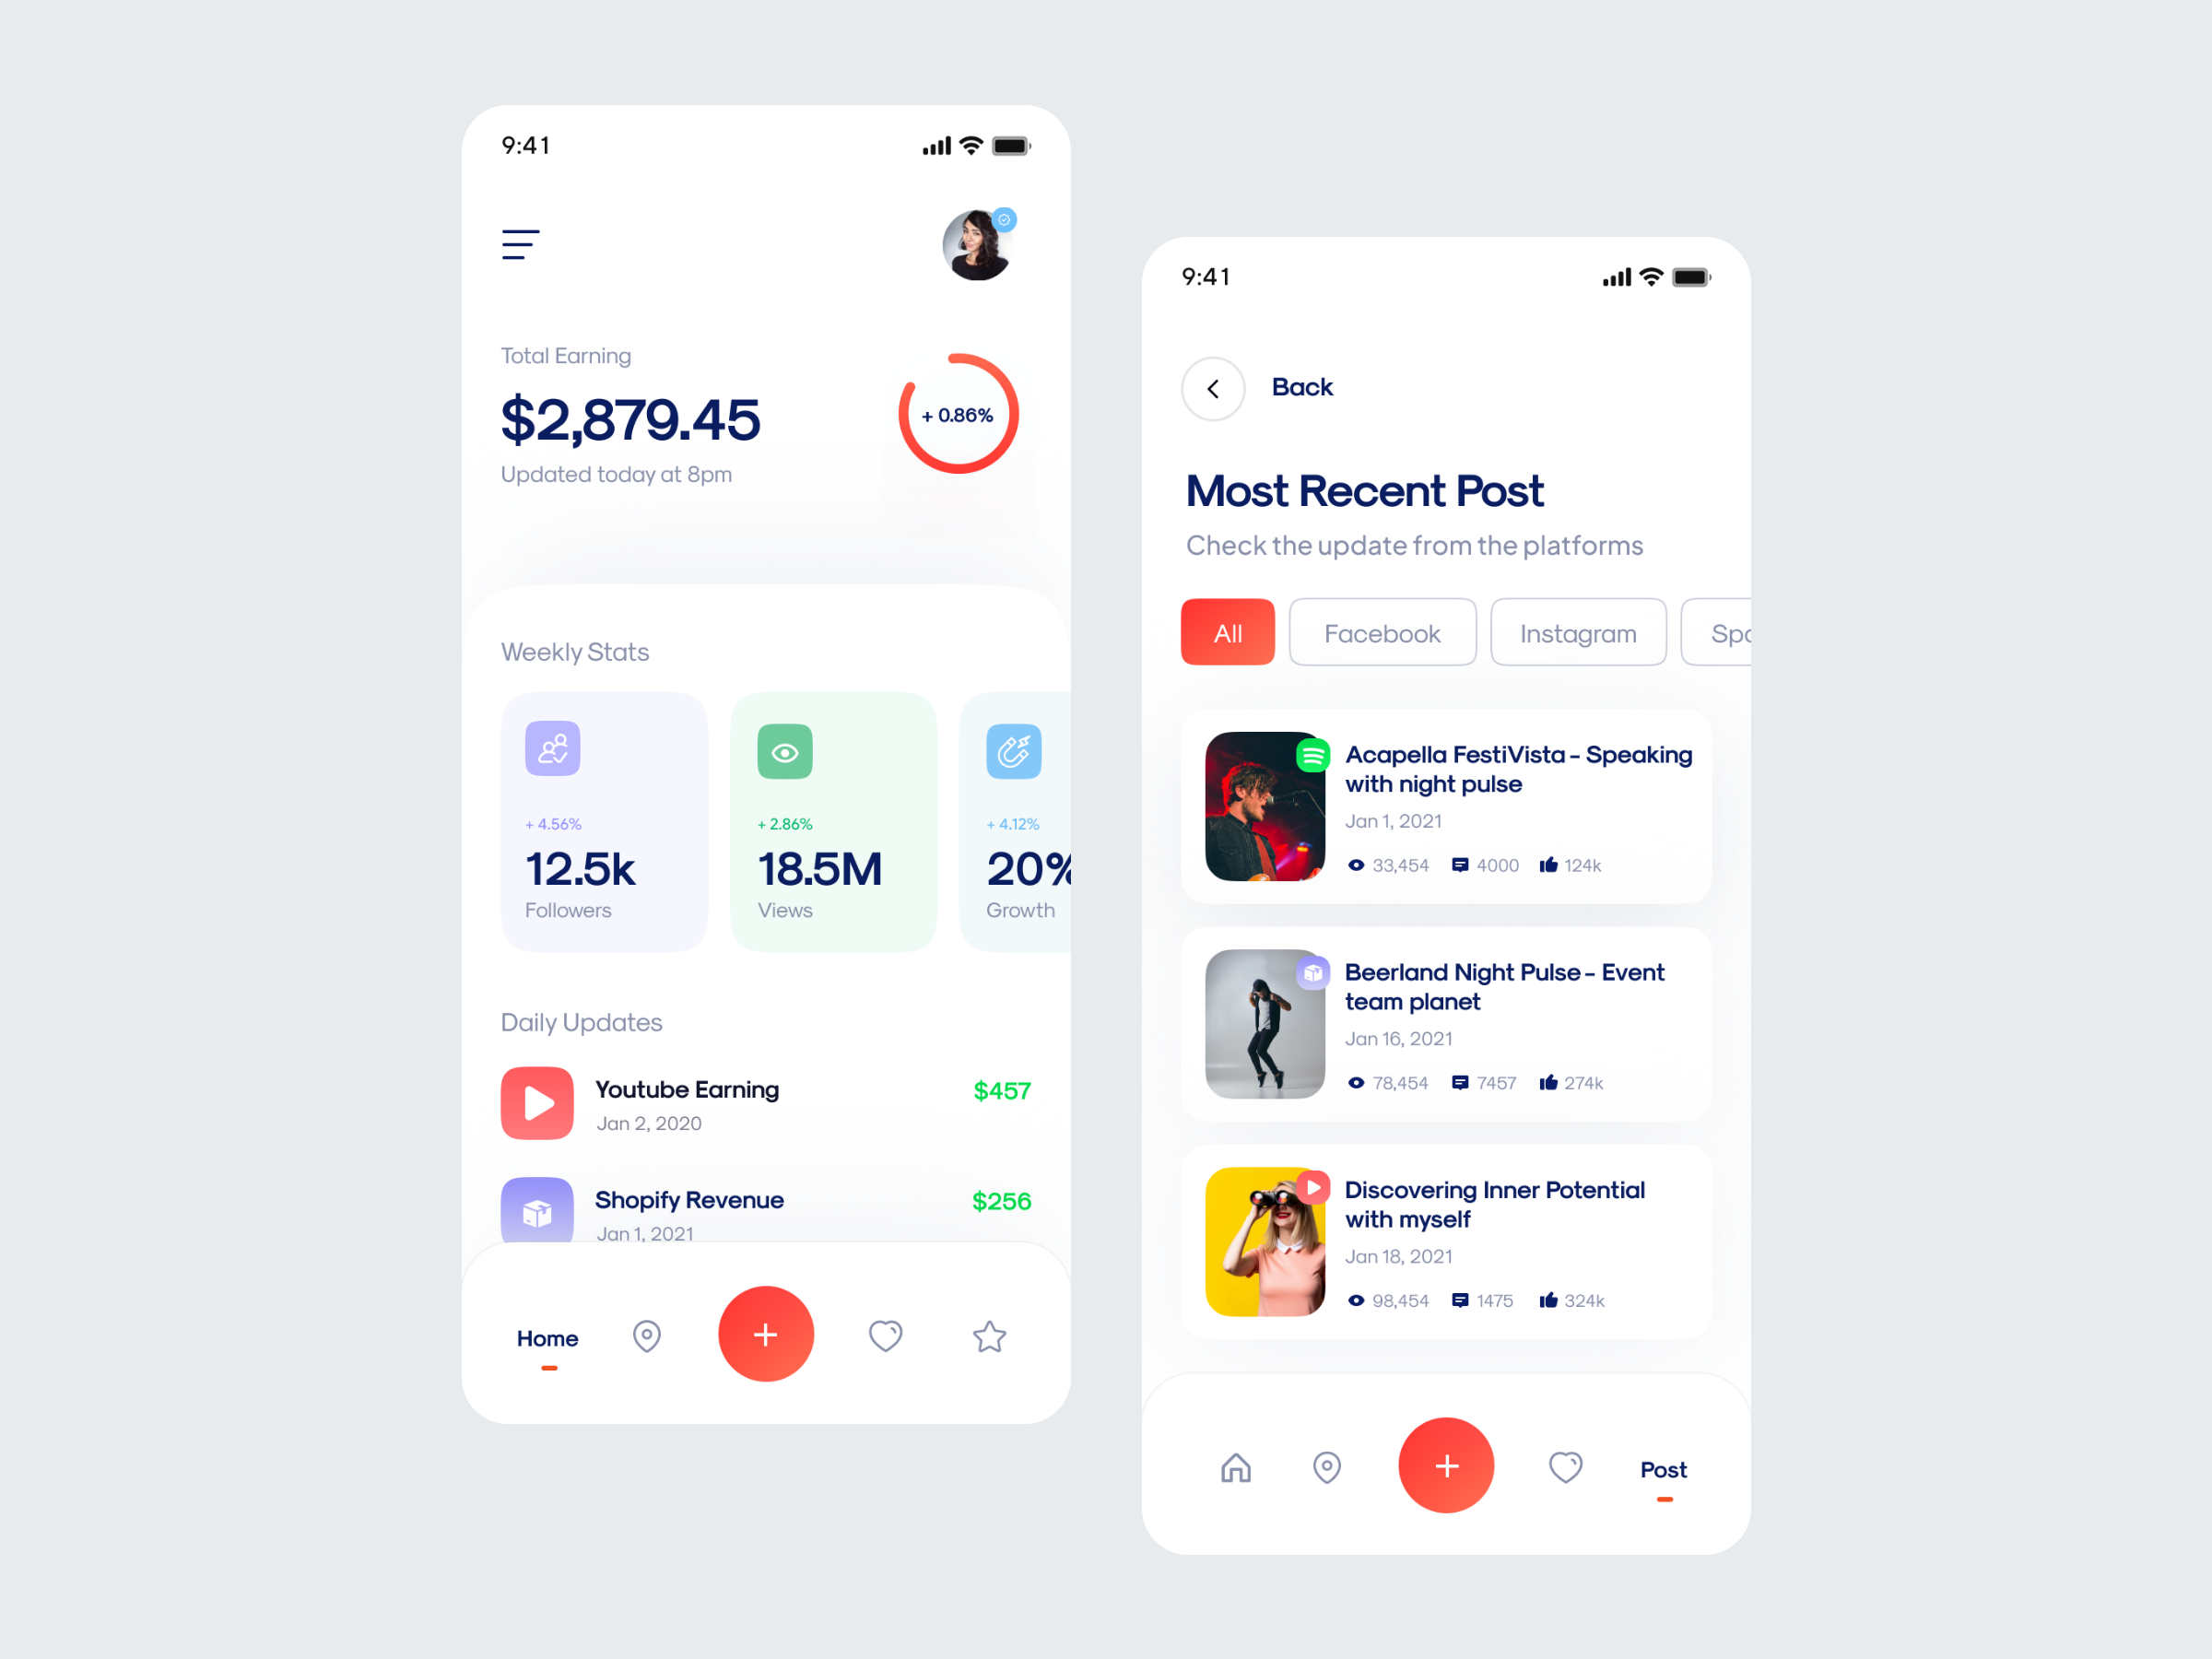 9:41
Total Earning
$2,879.45
Updated today at 8pm
+ 0.86%
Weekly Stats
+ 4.56%
12.5k
Followers
+ 2.86%
18.5M
Views
+ 4.12%
20%
Growth
Daily Updates
Youtube Earning
$457
Jan 2, 2020
Shopify Revenue
$256
Jan 1, 2021
Home
9:41
Back
Most Recent Post
Check the update from the platforms
All
Facebook
Instagram
Spo
Acapella FestiVista - Speaking
with night pulse
Jan 1, 2021
33,454 4000 124k
Beerland Night Pulse - Event
team planet
Jan 16, 2021
78,454 7457 274k
Discovering Inner Potential
with myself
Jan 18, 2021
98,454 1475 324k
Post